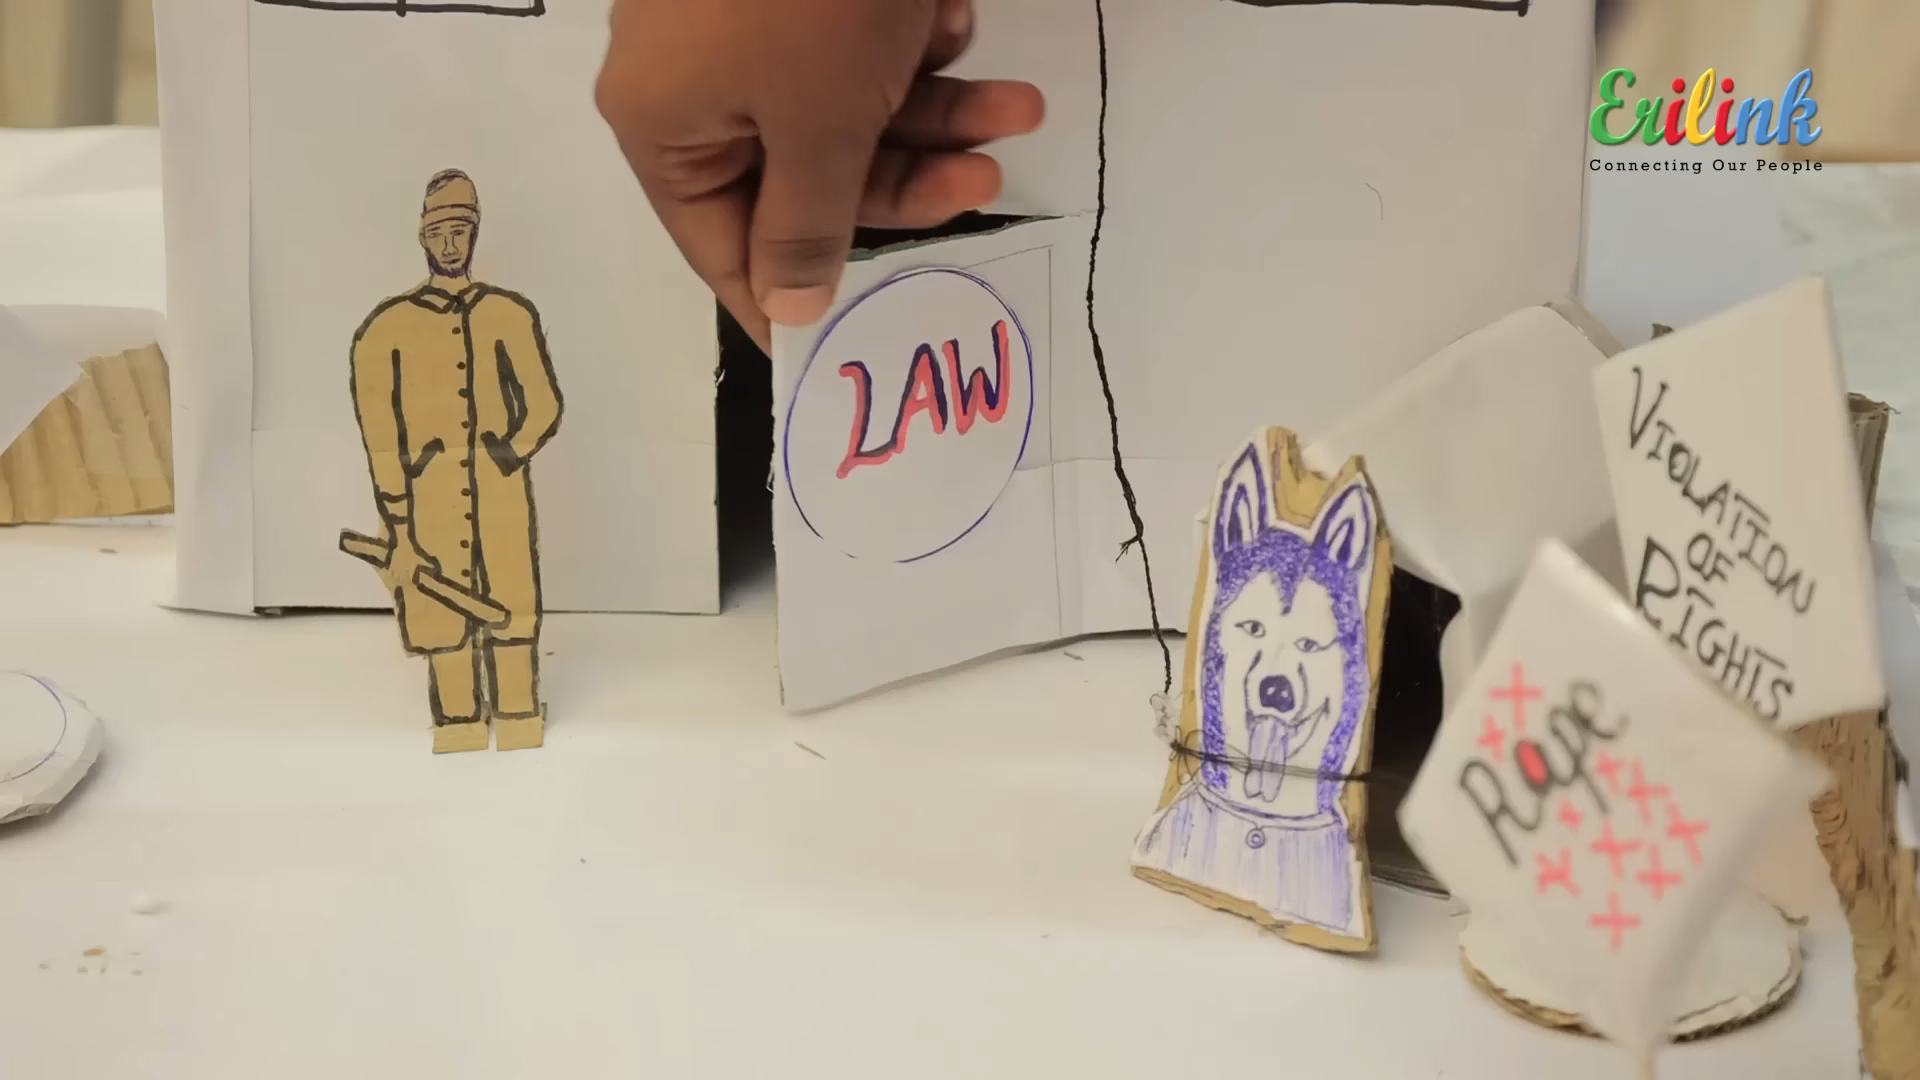 Erilink
Connecting Our People
LAW
VIOLATION
OF
RIGHTS
Rape